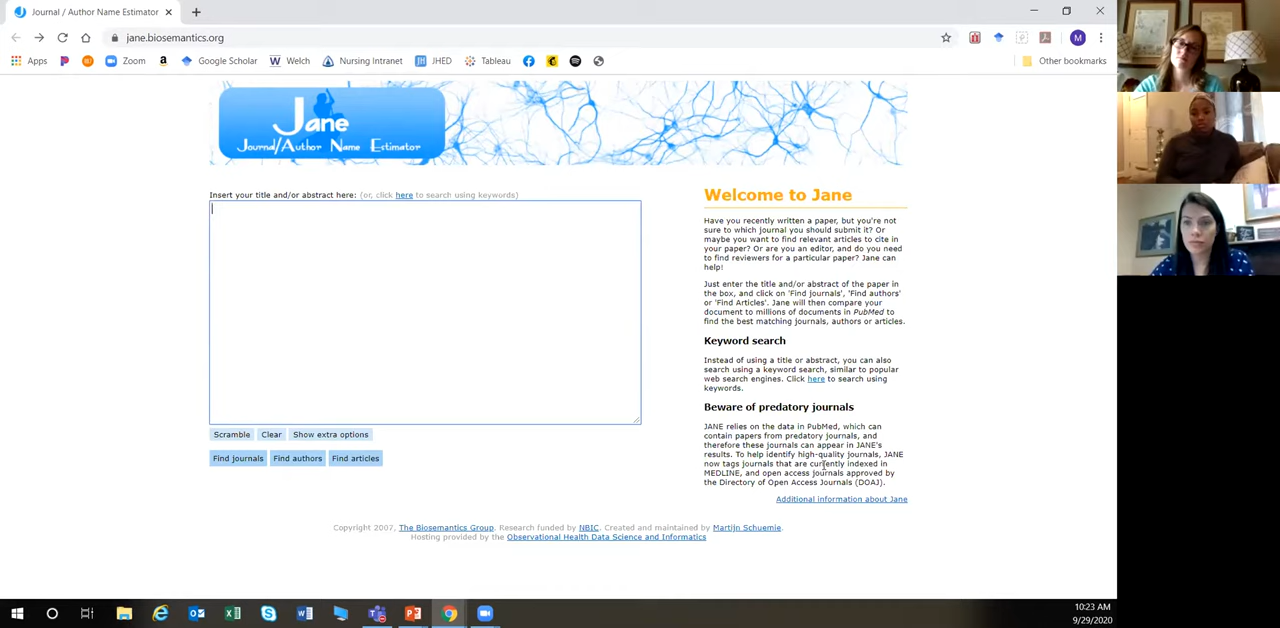 Journal / Author Name Estimator
jane.biosemantics.org
M
Apps
Zoom
Google Scholar
Welch
Nursing Intranet
JHED
Tableau
Other bookmarks
Jane
Journal/Author Name Estimator
Insert your title and/or abstract here: (or, click here to search using keywords)
Scramble Clear Show extra options
Find journals Find authors Find articles
Welcome to Jane
Have you recently written a paper, but you're not
sure to which journal you should submit it? Or
maybe you want to find relevant articles to cite in
your paper? Or are you an editor, and do you need
to find reviewers for a particular paper? Jane can
help!
Just enter the title and/or abstract of the paper in
the box, and click on 'Find journals', 'Find authors'
or 'Find Articles'. Jane will then compare your
document to millions of documents in PubMed to
find the best matching journals, authors or articles.
Keyword search
Instead of using a title or abstract, you can also
search using a keyword search, similar to popular
web search engines. Click here to search using
keywords.
Beware of predatory journals
JANE relies on the data in PubMed, which can
contain papers from predatory journals, and
therefore these journals can appear in JANE's
results. To help identify high-quality journals, JANE
now tags journals that are currently indexed in
MEDLINE, and open access journals approved by
the Directory of Open Access Journals (DOAJ).
Additional information about Jane
Copyright 2007, The Biosemantics Group. Research funded by NBIC. Created and maintained by Martijn Schuemie.
Hosting provided by the Observational Health Data Science and Informatics
10:23 AM
9/29/2020